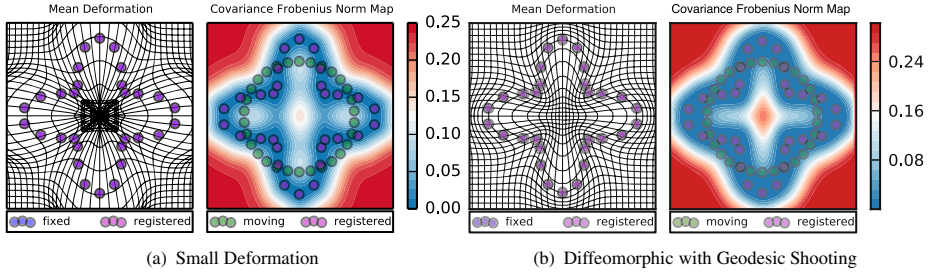 Mean Deformation
Covariance Frobenius Norm Map
0.25
0.20
0.15
0.10
0.05
0.00
fixed
registered
moving
registered
(a) Small Deformation
Mean Deformation
Covariance Frobenius Norm Map
0.24
0.16
0.08
fixed
registered
moving
registered
(b) Diffeomorphic with Geodesic Shooting